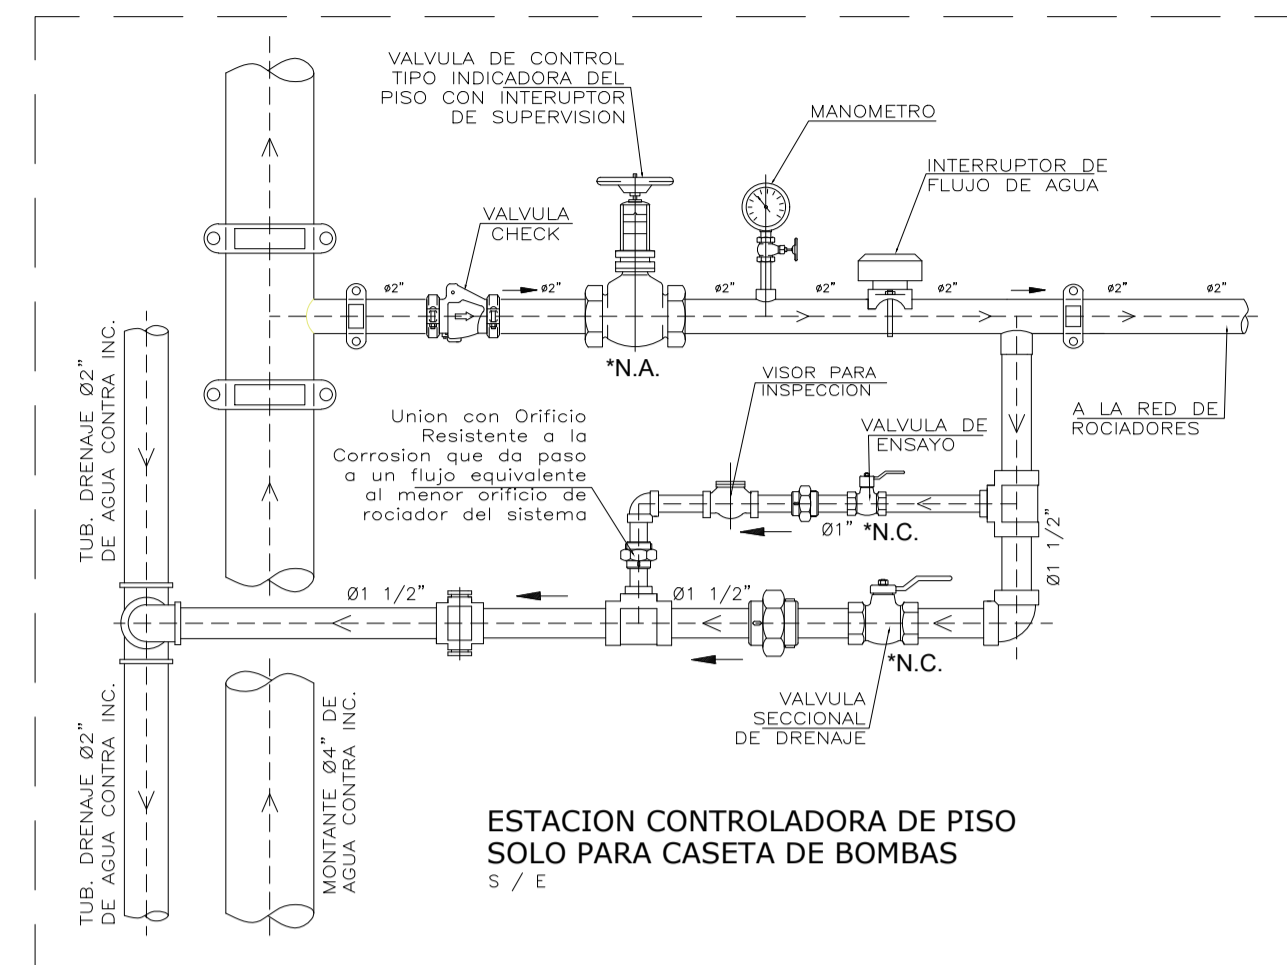 VALVULA DE CONTROL
TIPO INDICADORA DEL
PISO CON INTERUPTOR
DE SUPERVISION
MANOMETRO
INTERRUPTOR DE
FLUJO DE AGUA
VALVULA
CHECK
ø2"
ø2"
ø2"
ø2"
ø2"
ø2"
ø2"
*N.A.
VISOR PARA
INSPECCION
A LA RED DE
ROCIADORES
VALVULA DE
ENSAYO
Union con Orificio
Resistente a la
Corrosion que da paso
a un flujo equivalente
al menor orificio de
rociador del sistema
Ø1"
*N.C.
Ø1 1/2"
TUB. DRENAJE Ø2"
DE AGUA CONTRA INC.
Ø1 1/2"
Ø1 1/2"
*N.C.
VALVULA
SECCIONAL
DE DRENAJE
TUB. DRENAJE Ø2"
DE AGUA CONTRA INC.
MONTANTE Ø4" DE
AGUA CONTRA INC.
ESTACION CONTROLADORA DE PISO
SOLO PARA CASETA DE BOMBAS
S / E